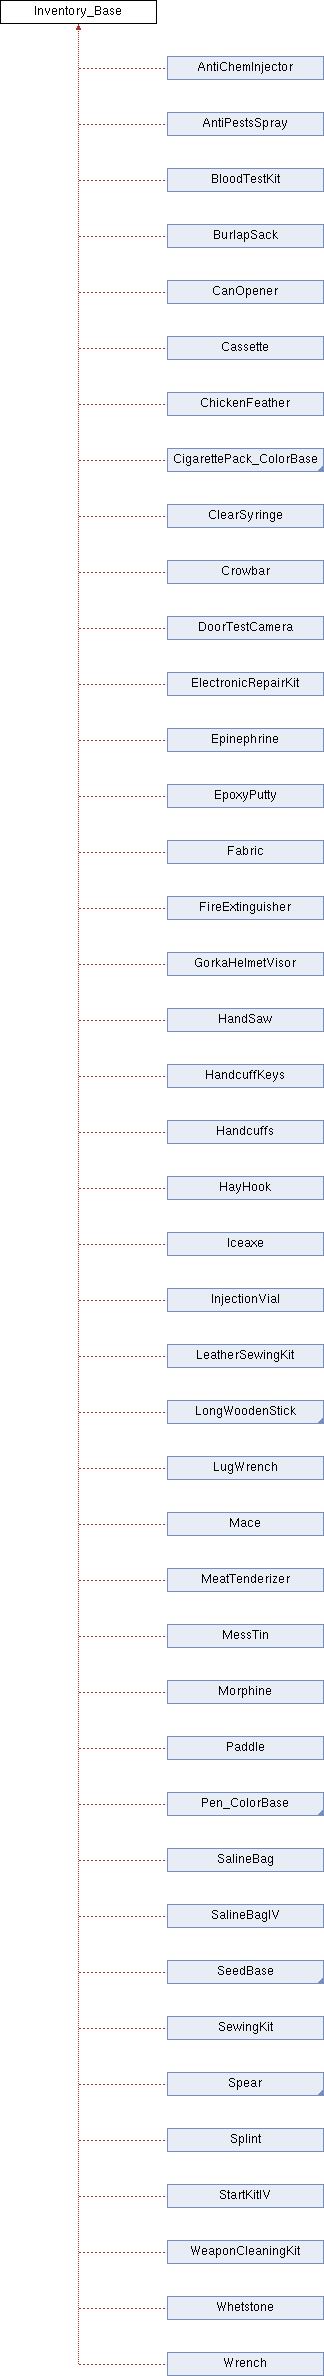 Inventory_Base
AntiChemInjector
AntiPestsSpray
BloodTestKit
BurlapSack
CanOpener
Cassette
ChickenFeather
CigarettePack_ColorBase
ClearSyringe
Crowbar
DoorTestCamera
ElectronicRepairKit
Epinephrine
EpoxyPutty
Fabric
FireExtinguisher
GorkaHelmetVisor
HandSaw
HandcuffKeys
Handcuffs
HayHook
Iceaxe
InjectionVial
LeatherSewingKit
LongWoodenStick
LugWrench
Mace
MeatTenderizer
MessTin
Morphine
Paddle
Pen_ColorBase
SalineBag
SalineBagIV
SeedBase
SewingKit
Spear
Splint
StartKitIV
WeaponCleaningKit
Whetstone
Wrench